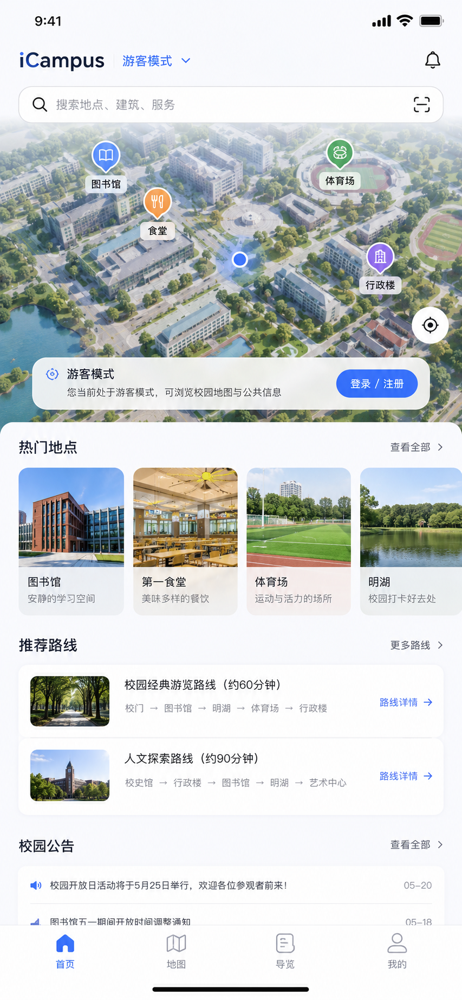 9:41
iCampus 游客模式
搜索地点、建筑、服务
图书馆
体育场
食堂
行政楼
游客模式
您当前处于游客模式，可浏览校园地图与公共信息
登录 / 注册
热门地点 查看全部
图书馆
安静的学习空间
第一食堂
美味多样的餐饮
体育场
运动与活力的场所
明湖
校园打卡好去处
推荐路线 更多路线
校园经典游览路线（约60分钟）
校门 → 图书馆 → 明湖 → 体育场 → 行政楼
路线详情 →
人文探索路线（约90分钟）
校史馆 → 行政楼 → 图书馆 → 明湖 → 艺术中心
路线详情 →
校园公告 查看全部
校园开放日活动将于5月25日举行，欢迎各位参观者前来！ 05-20
图书馆五一期间开放时间调整通知 05-18
首页 地图 导览 我的